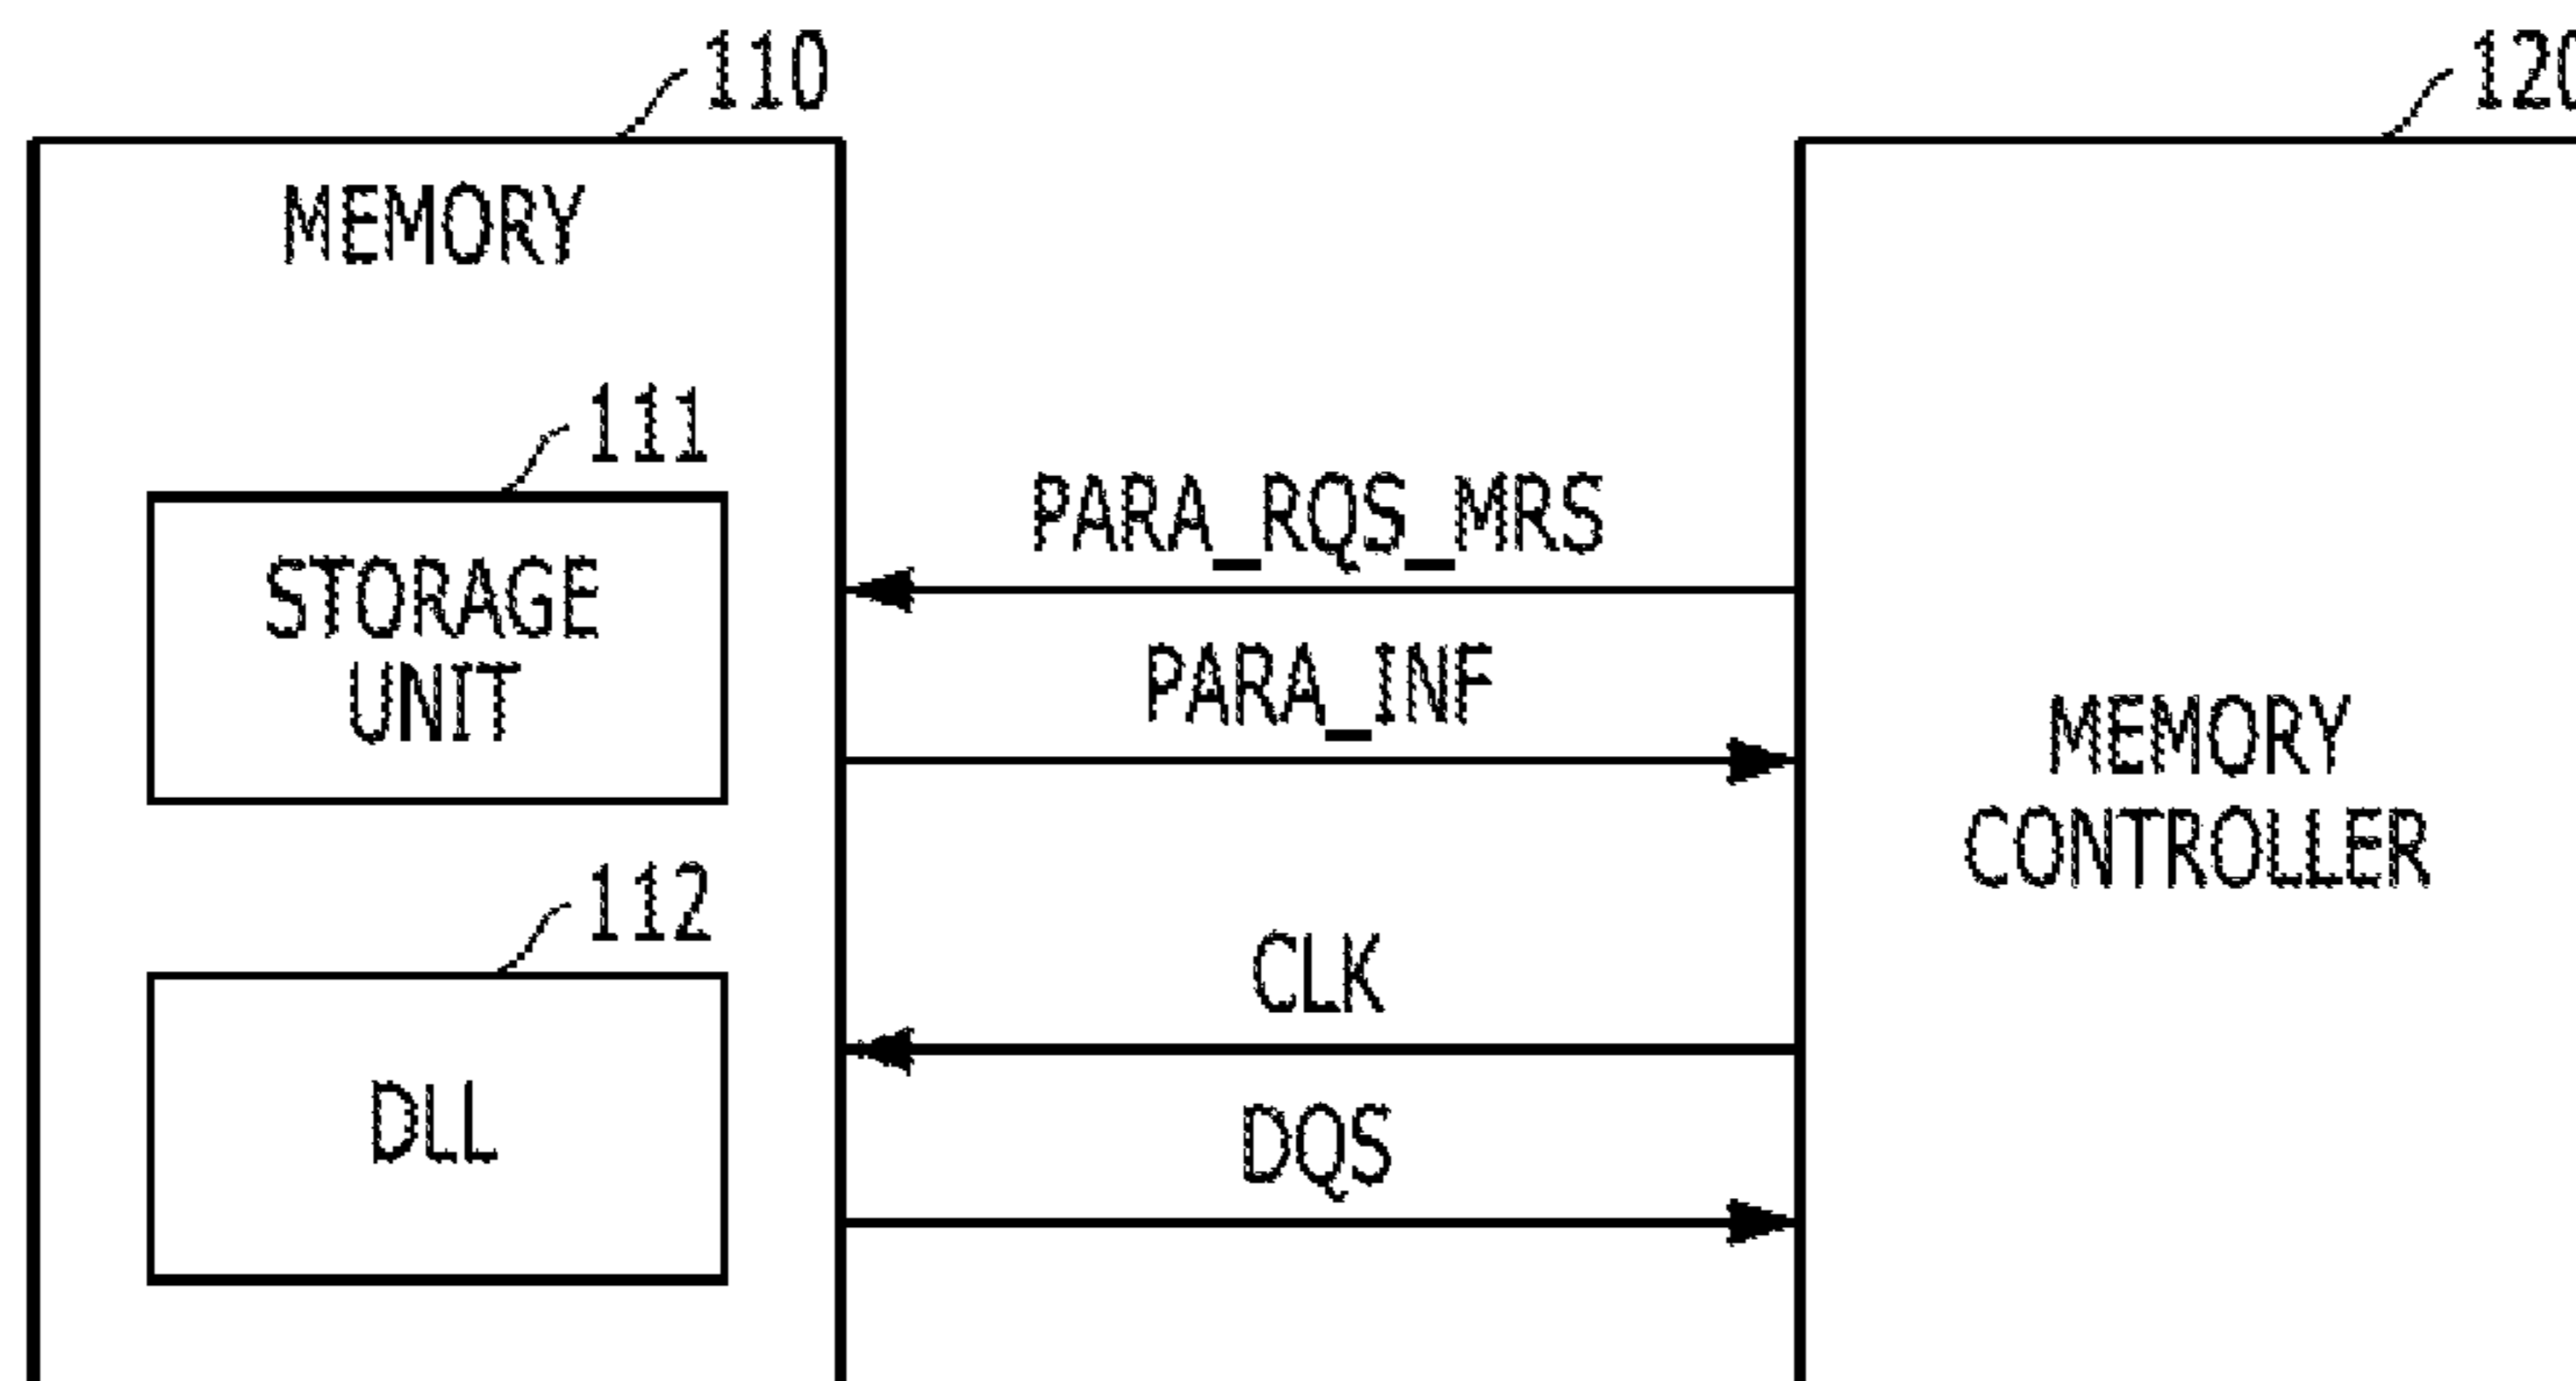 110
120
MEMORY
111
STORAGE
UNIT
PARA_RQS_MRS
PARA_INF
MEMORY
CONTROLLER
112
DLL
CLK
DQS